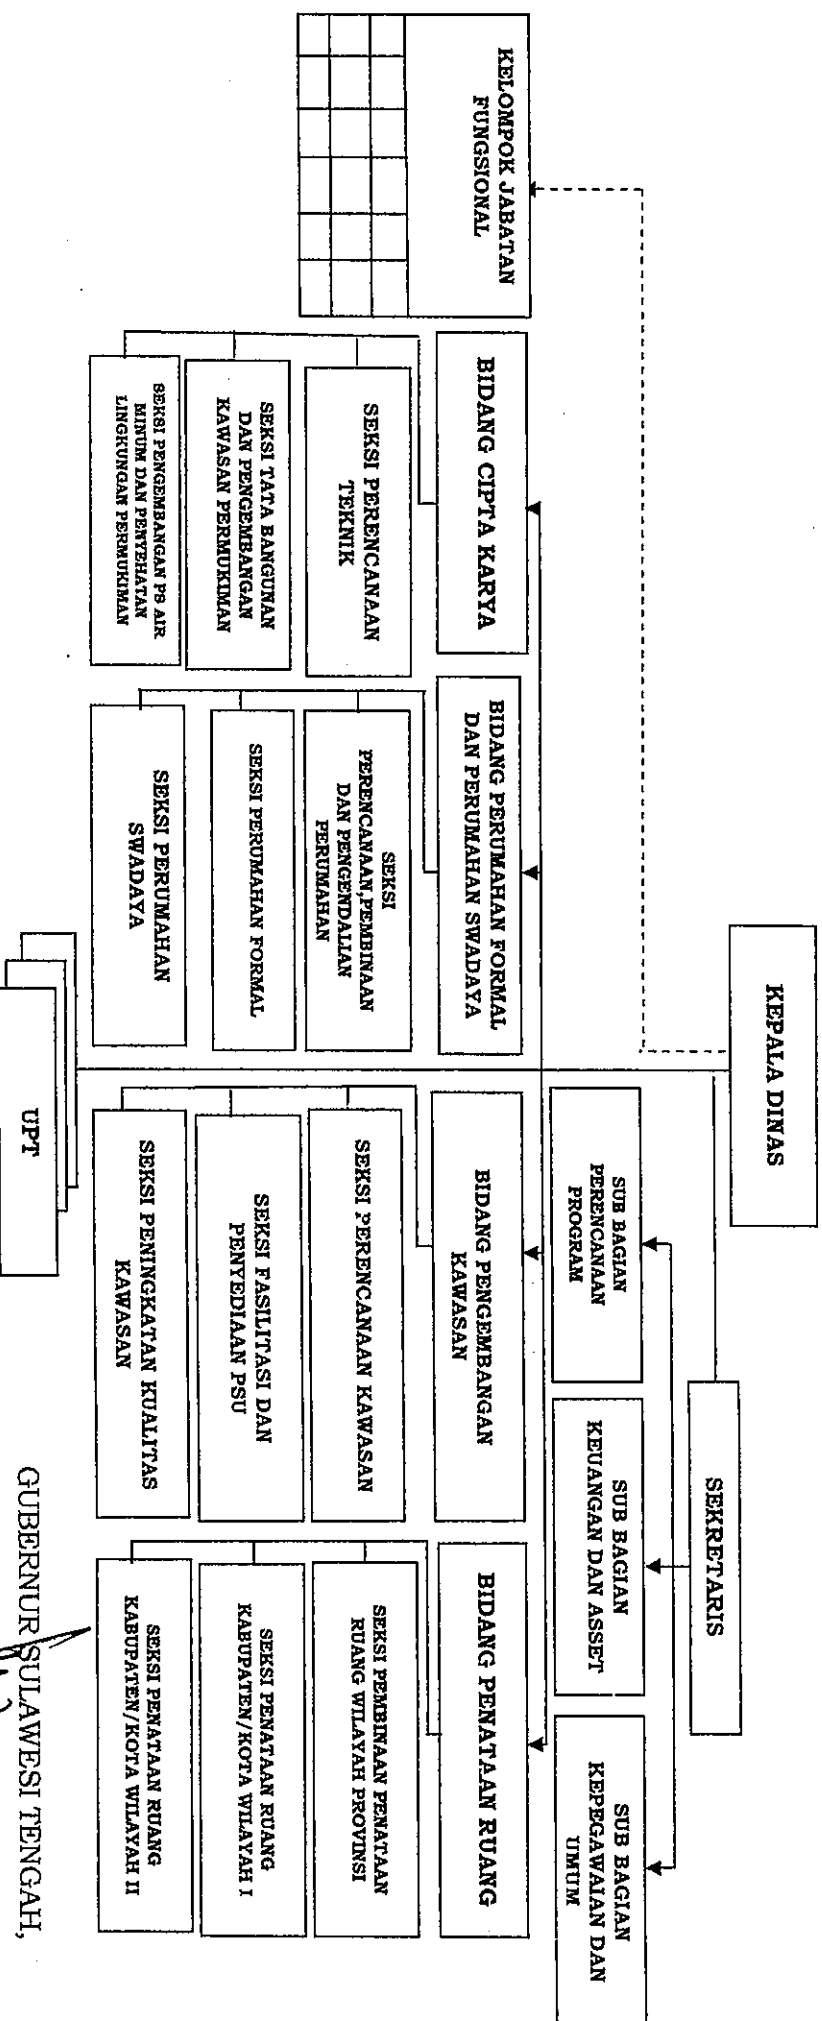 KEPALA DINAS
SEKRETARIS
KELOMPOK JABATAN
FUNGSIONAL
SUB BAGIAN
PERENCANAAN
PROGRAM
SUB BAGIAN
KEUANGAN DAN ASSET
SUB BAGIAN
KEPEGAWAIAN DAN
UMUM
BIDANG CIPTA KARYA
BIDANG PERUMAHAN FORMAL
DAN PERUMAHAN SWADAYA
BIDANG PENGEMBANGAN
KAWASAN
BIDANG PENATAAN RUANG
SEKSI PERENCANAAN
TEKNIK
SEKSI
PERENCANAAN,PEMBINAAN
DAN PENGENDALIAN
PERUMAHAN
SEKSI PERENCANAAN KAWASAN
SEKSI PEMBINAAN PENATAAN
RUANG WILAYAH PROVINSI
SEKSI TATA BANGUNAN
DAN PENGEMBANGAN
KAWASAN PERMUKIMAN
SEKSI PERUMAHAN FORMAL
SEKSI FASILITASI DAN
PENYEDIAAN PSU
SEKSI PENATAAN RUANG
KABUPATEN/KOTA WILAYAH I
SEKSI PENGEMBANGAN PS AIR
MINUM DAN PENYEHATAN
LINGKUNGAN PERMUKIMAN
SEKSI PERUMAHAN
SWADAYA
SEKSI PENINGKATAN KUALITAS
KAWASAN
SEKSI PENATAAN RUANG
KABUPATEN/KOTA WILAYAH II
UPT
GUBERNUR SULAWESI TENGAH,